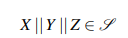 X || Y || Z ∈ 𝒮